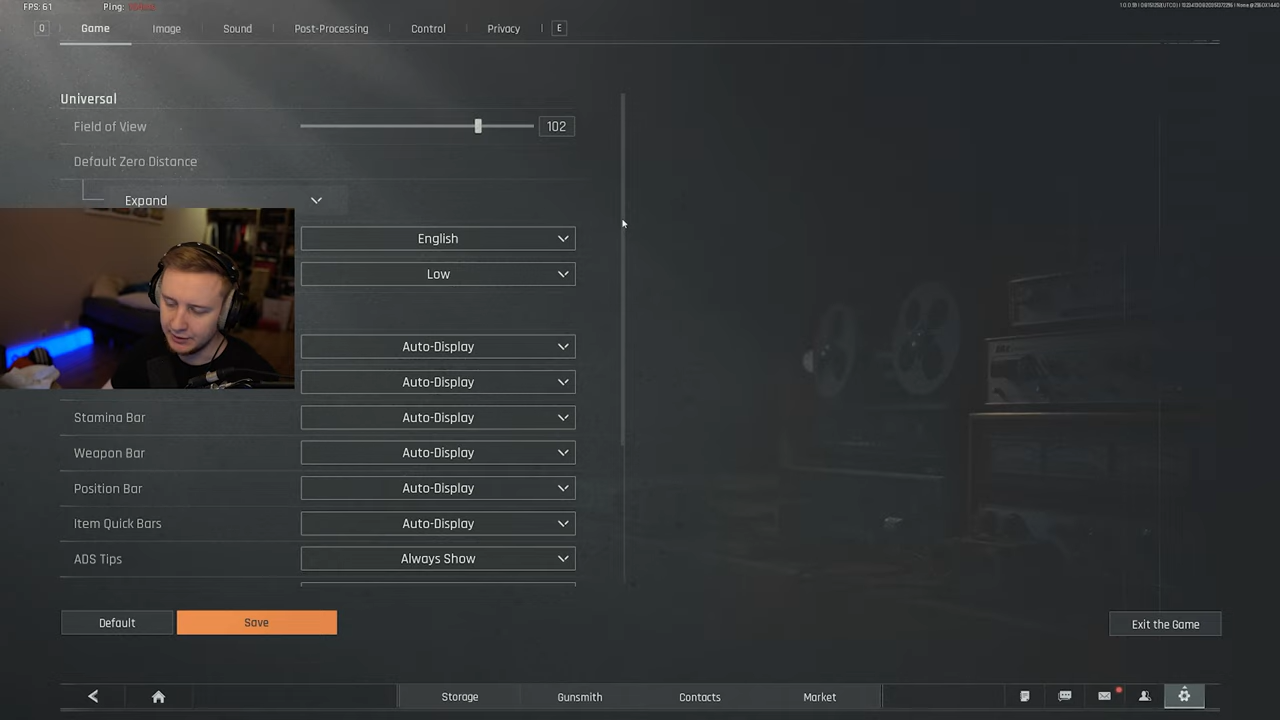 FPS: 61 Ping:
Q Game Image Sound Post-Processing Control Privacy E
Universal
Field of View 102
Default Zero Distance
Expand
English
Low
Auto-Display
Auto-Display
Stamina Bar Auto-Display
Weapon Bar Auto-Display
Position Bar Auto-Display
Item Quick Bars Auto-Display
ADS Tips Always Show
Default Save Exit the Game
Storage Gunsmith Contacts Market